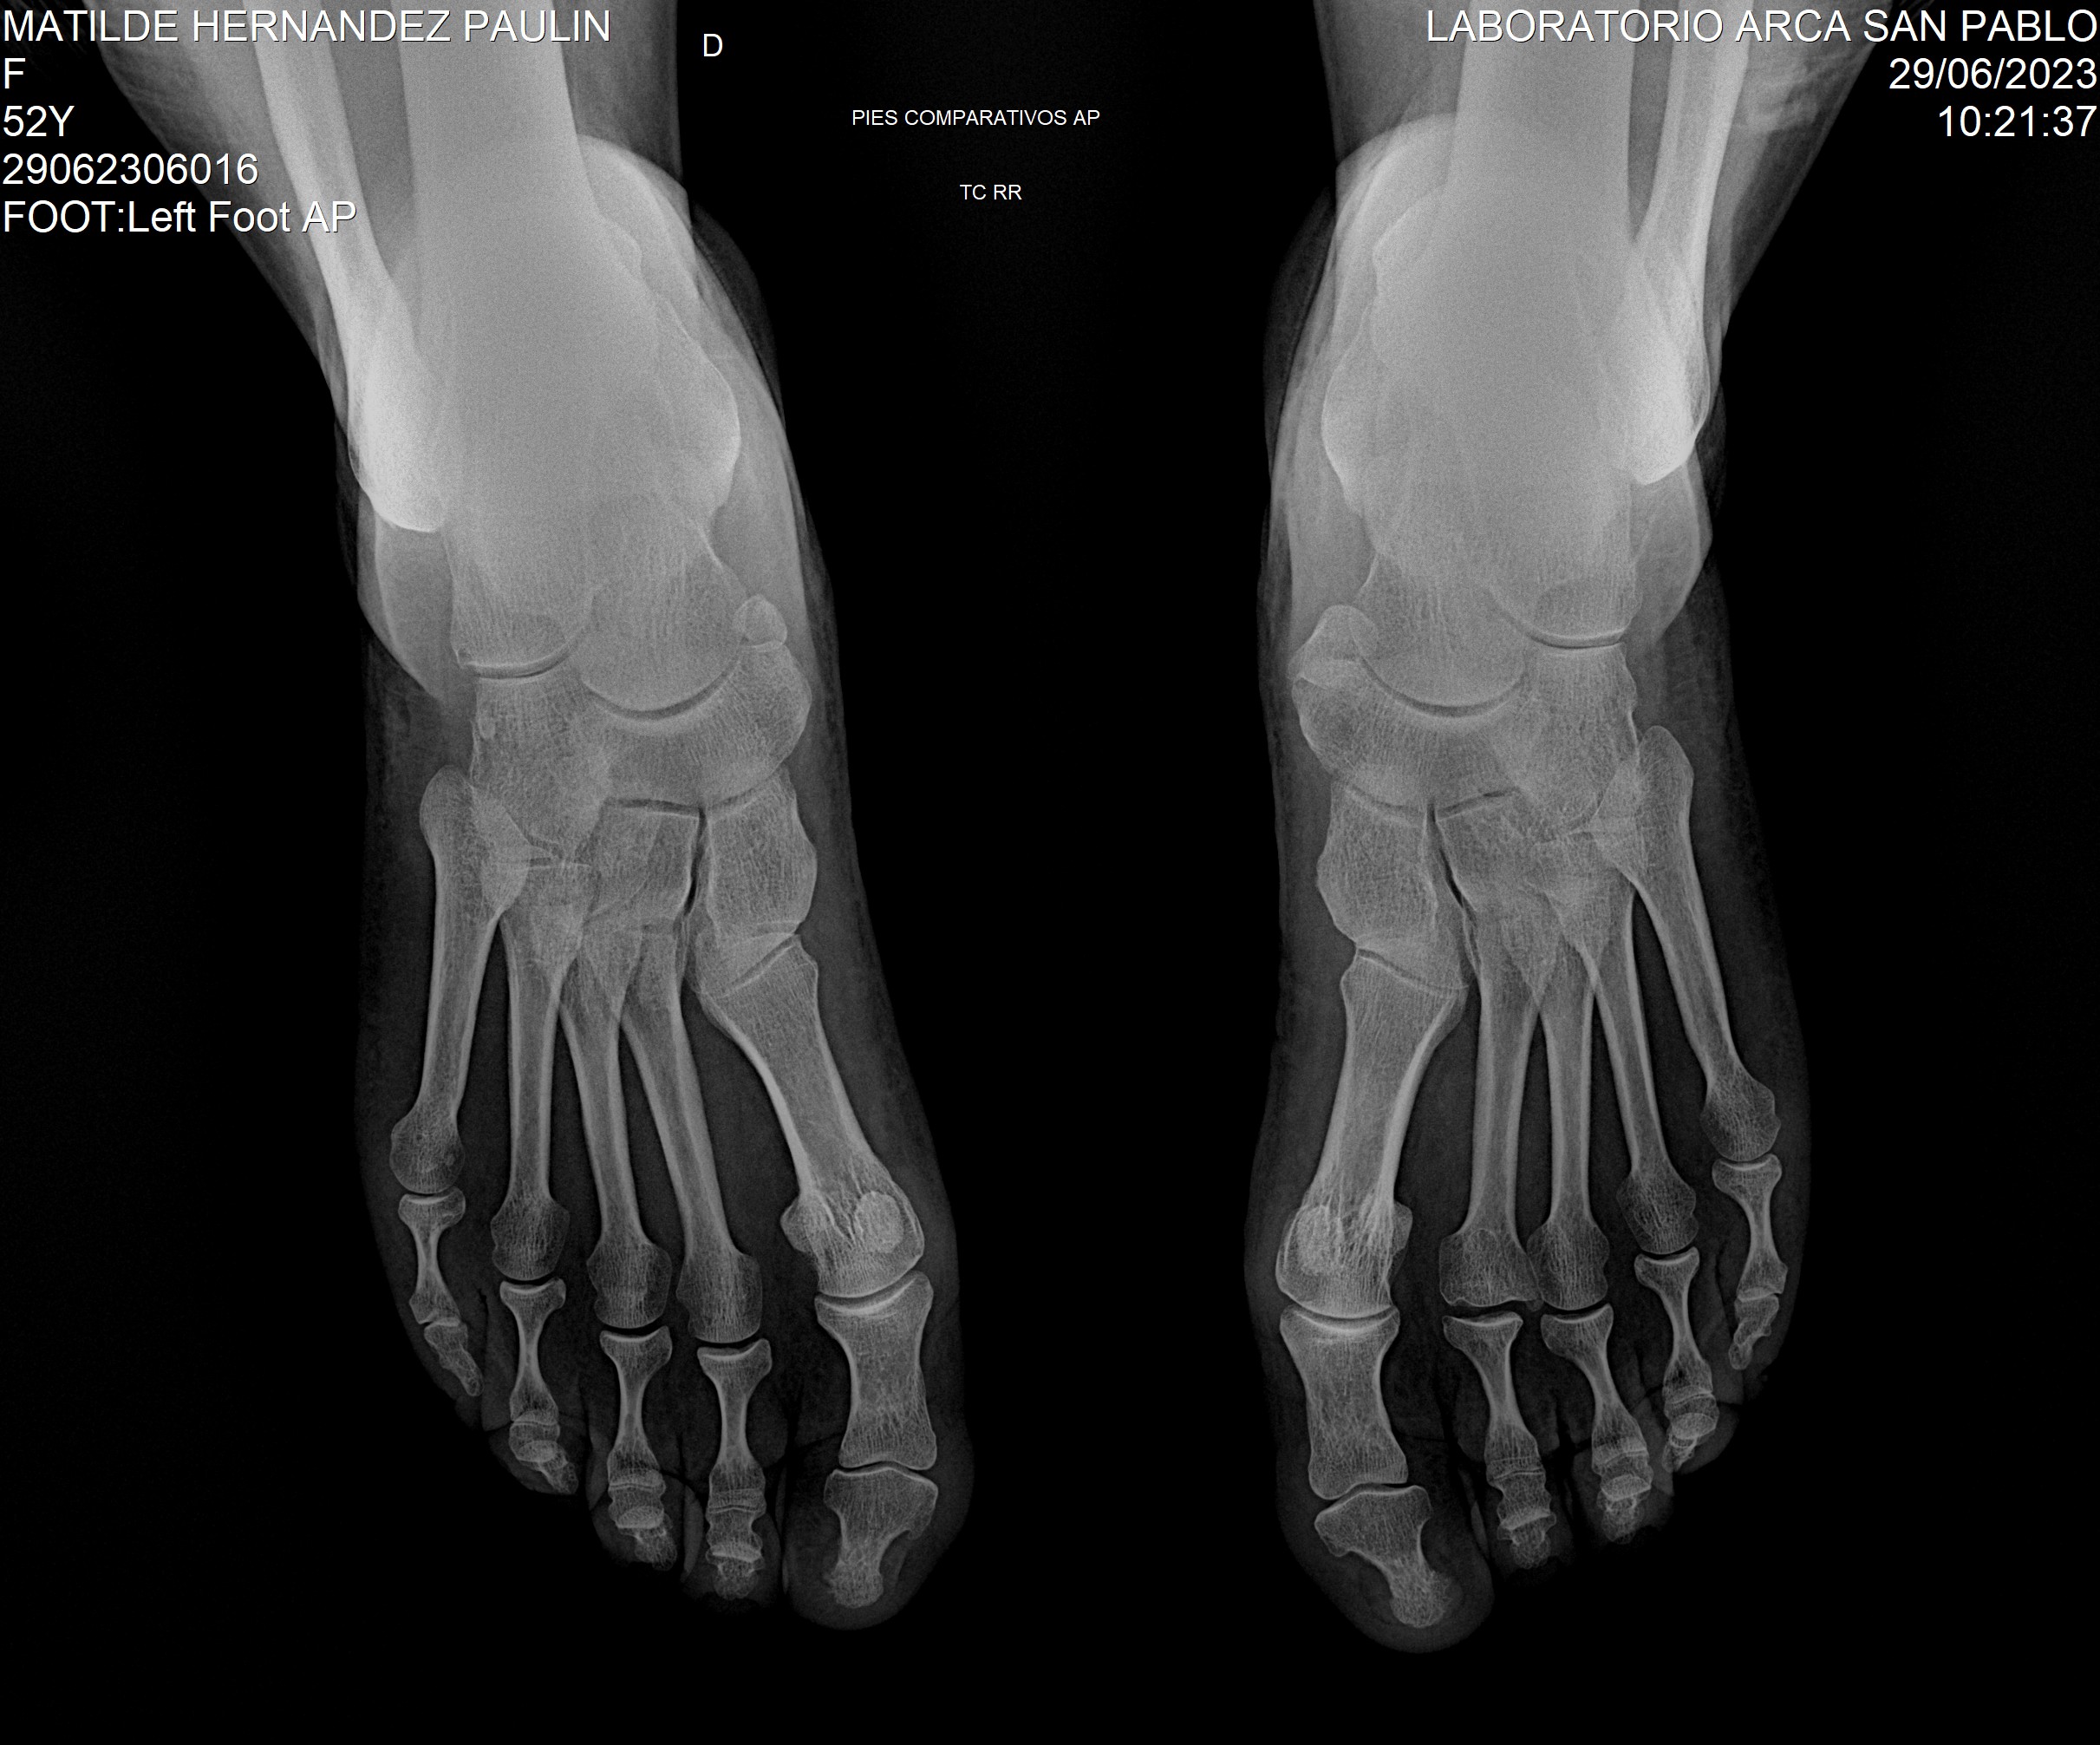 MATILDE HERNANDEZ PAULIN
F
52Y
29062306016
FOOT:Left Foot AP
D
PIES COMPARATIVOS AP
TC RR
LABORATORIO ARCA SAN PABLO
29/06/2023
10:21:37